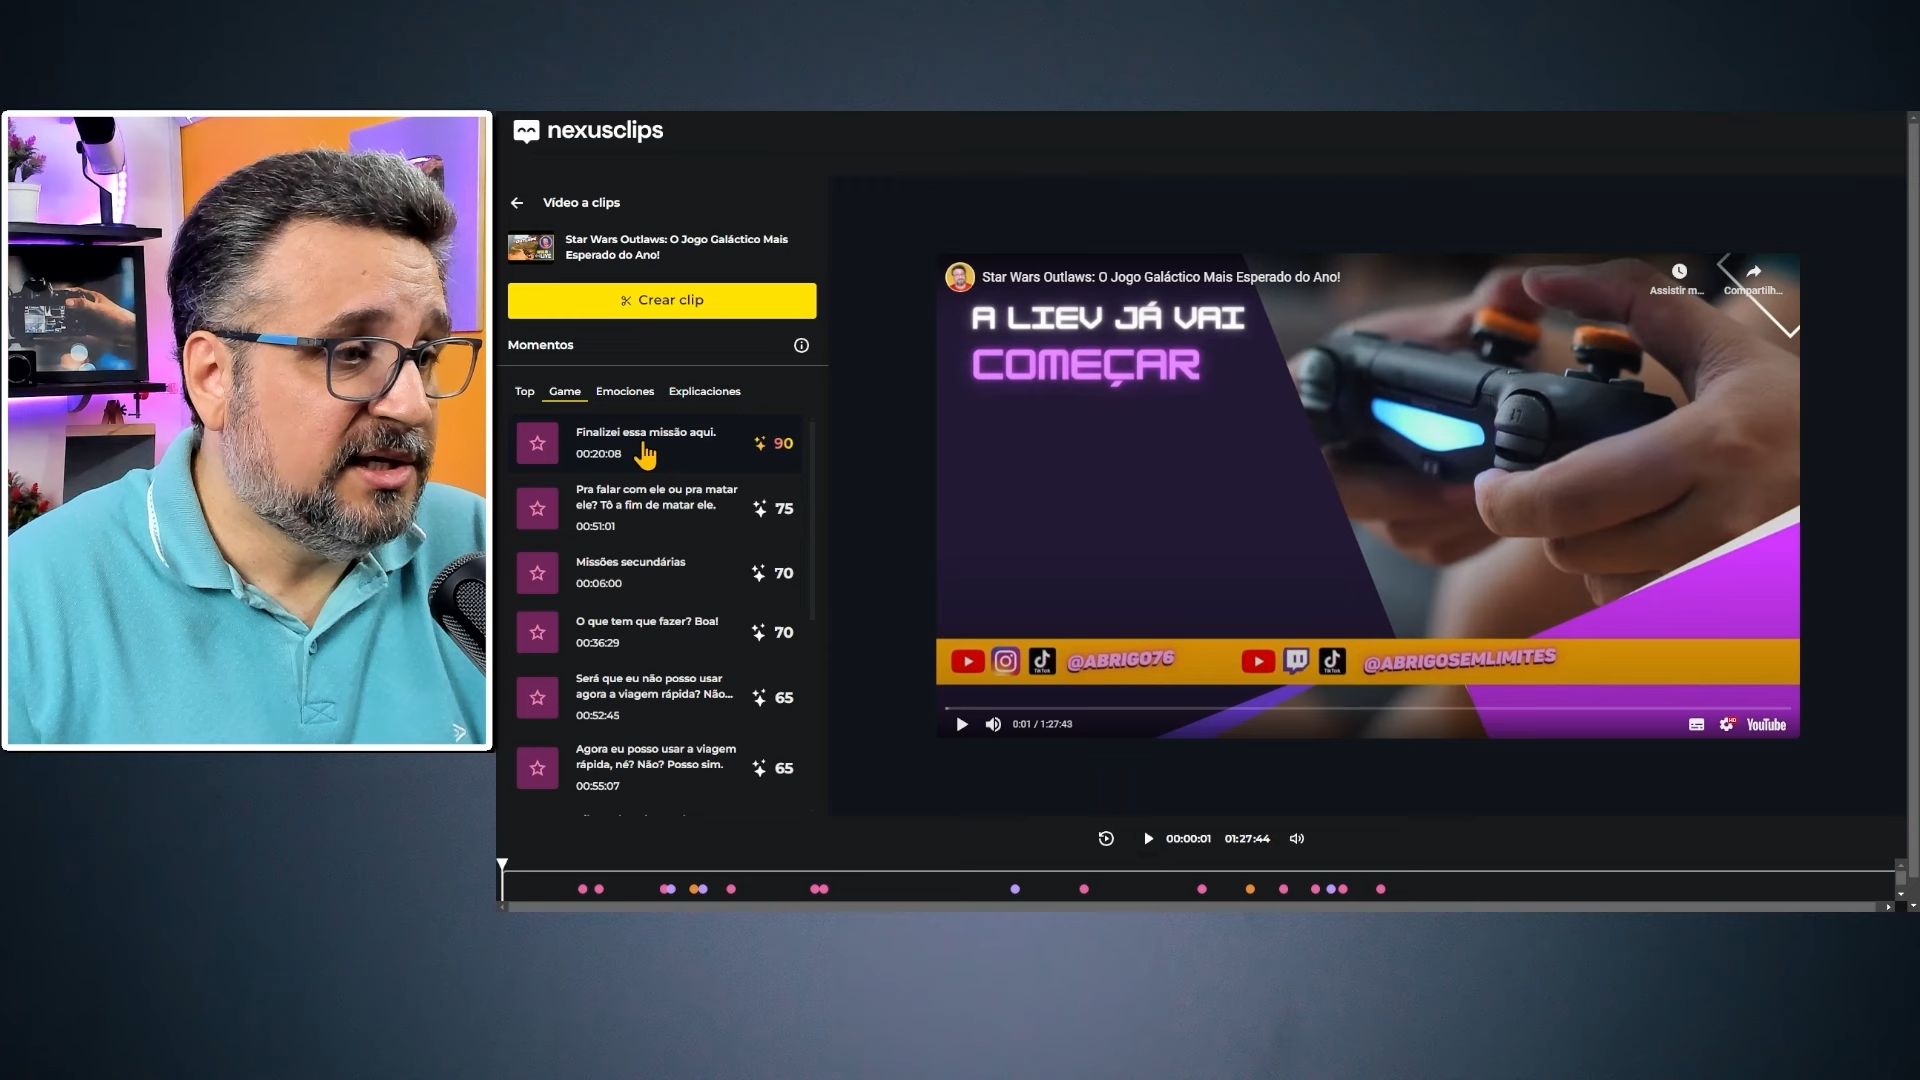 nexusclips
Vídeo a clips
Star Wars Outlaws: O Jogo Galáctico Mais
Esperado do Ano!
Crear clip
Momentos
Top Game Emociones Explicaciones
Finalizei essa missão aqui.
00:20:08
90
Pra falar com ele ou pra matar
ele? Tô a fim de matar ele.
00:51:01
75
Missões secundárias
00:06:00
70
O que tem que fazer? Boa!
00:36:29
70
Será que eu não posso usar
agora a viagem rápida? Não...
00:52:45
65
Agora eu posso usar a viagem
rápida, né? Não? Posso sim.
00:55:07
65
Star Wars Outlaws: O Jogo Galáctico Mais Esperado do Ano!
Assistir m...
Compartilh...
A LIEV JÁ VAI
COMEÇAR
TikTok
@ABRIGO76
TikTok
@ABRIGOSEMLIMITES
0:01 / 1:27:43
HD
YouTube
00:00:01
01:27:44